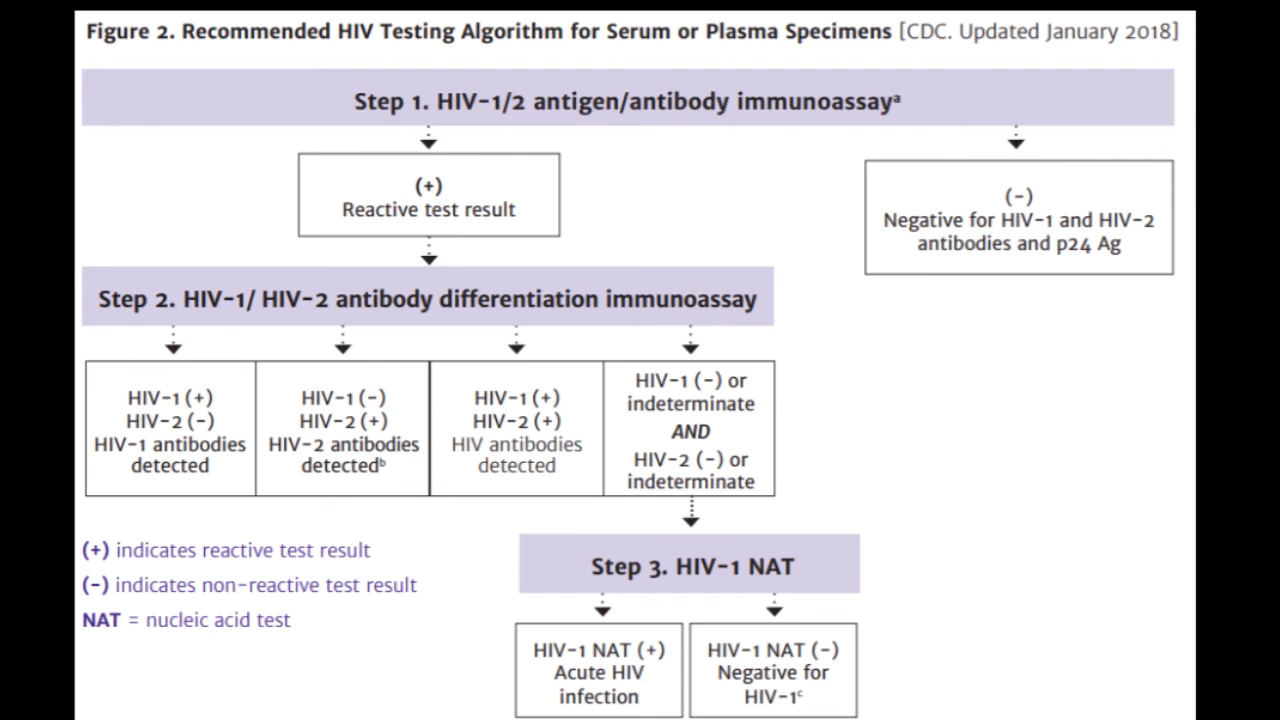 Figure 2. Recommended HIV Testing Algorithm for Serum or Plasma Specimens [CDC. Updated January 2018]
Step 1. HIV-1/2 antigen/antibody immunoassayᵃ
(+)
Reactive test result
(-)
Negative for HIV-1 and HIV-2
antibodies and p24 Ag
Step 2. HIV-1/ HIV-2 antibody differentiation immunoassay
HIV-1 (+)
HIV-2 (-)
HIV-1 antibodies
detected
HIV-1 (-)
HIV-2 (+)
HIV-2 antibodies
detectedᵇ
HIV-1 (+)
HIV-2 (+)
HIV antibodies
detected
HIV-1 (-) or
indeterminate
AND
HIV-2 (-) or
indeterminate
(+) indicates reactive test result
(-) indicates non-reactive test result
NAT = nucleic acid test
Step 3. HIV-1 NAT
HIV-1 NAT (+)
Acute HIV
infection
HIV-1 NAT (-)
Negative for
HIV-1ᶜ